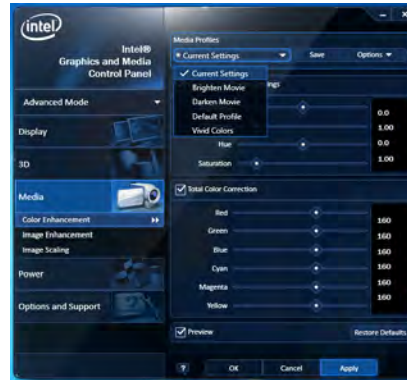 intel
Intel®
Graphics and Media
Control Panel
Advanced Mode
Display
3D
Media
Color Enhancement
Image Enhancement
Image Scaling
Power
Options and Support
Media Profiles
* Current Settings
Save
Options
✓ Current Settings
Brighten Movie
Darken Movie
Default Profile
Vivid Colors
0.0
1.00
Hue 0.0
Saturation 1.00
Total Color Correction
Red 160
Green 160
Blue 160
Cyan 160
Magenta 160
Yellow 160
Preview
Restore Defaults
? OK Cancel Apply